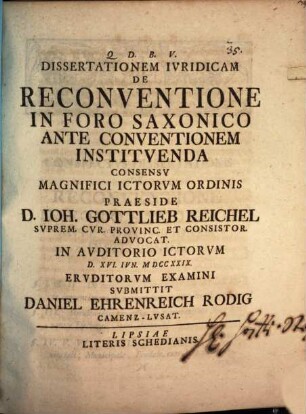 Q. D. B. V.
35.
DISSERTATIONEM IVRIDICAM
DE
RECONVENTIONE
IN FORO SAXONICO
ANTE CONVENTIONEM
INSTITVENDA
CONSENSV
MAGNIFICI ICTORVM ORDINIS
PRAESIDE
D. IOH. GOTTLIEB REICHEL
SVPREM. CVR. PROVINC. ET CONSISTOR.
ADVOCAT.
IN AVDITORIO ICTORVM
D. XVI. IVN. MDCCXXIX.
ERVDITORVM EXAMINI
SVBMITTIT
DANIEL EHRENREICH RODIG
CAMENZ-LVSAT.
LIPSIAE
LITERIS SCHEDIANIS.